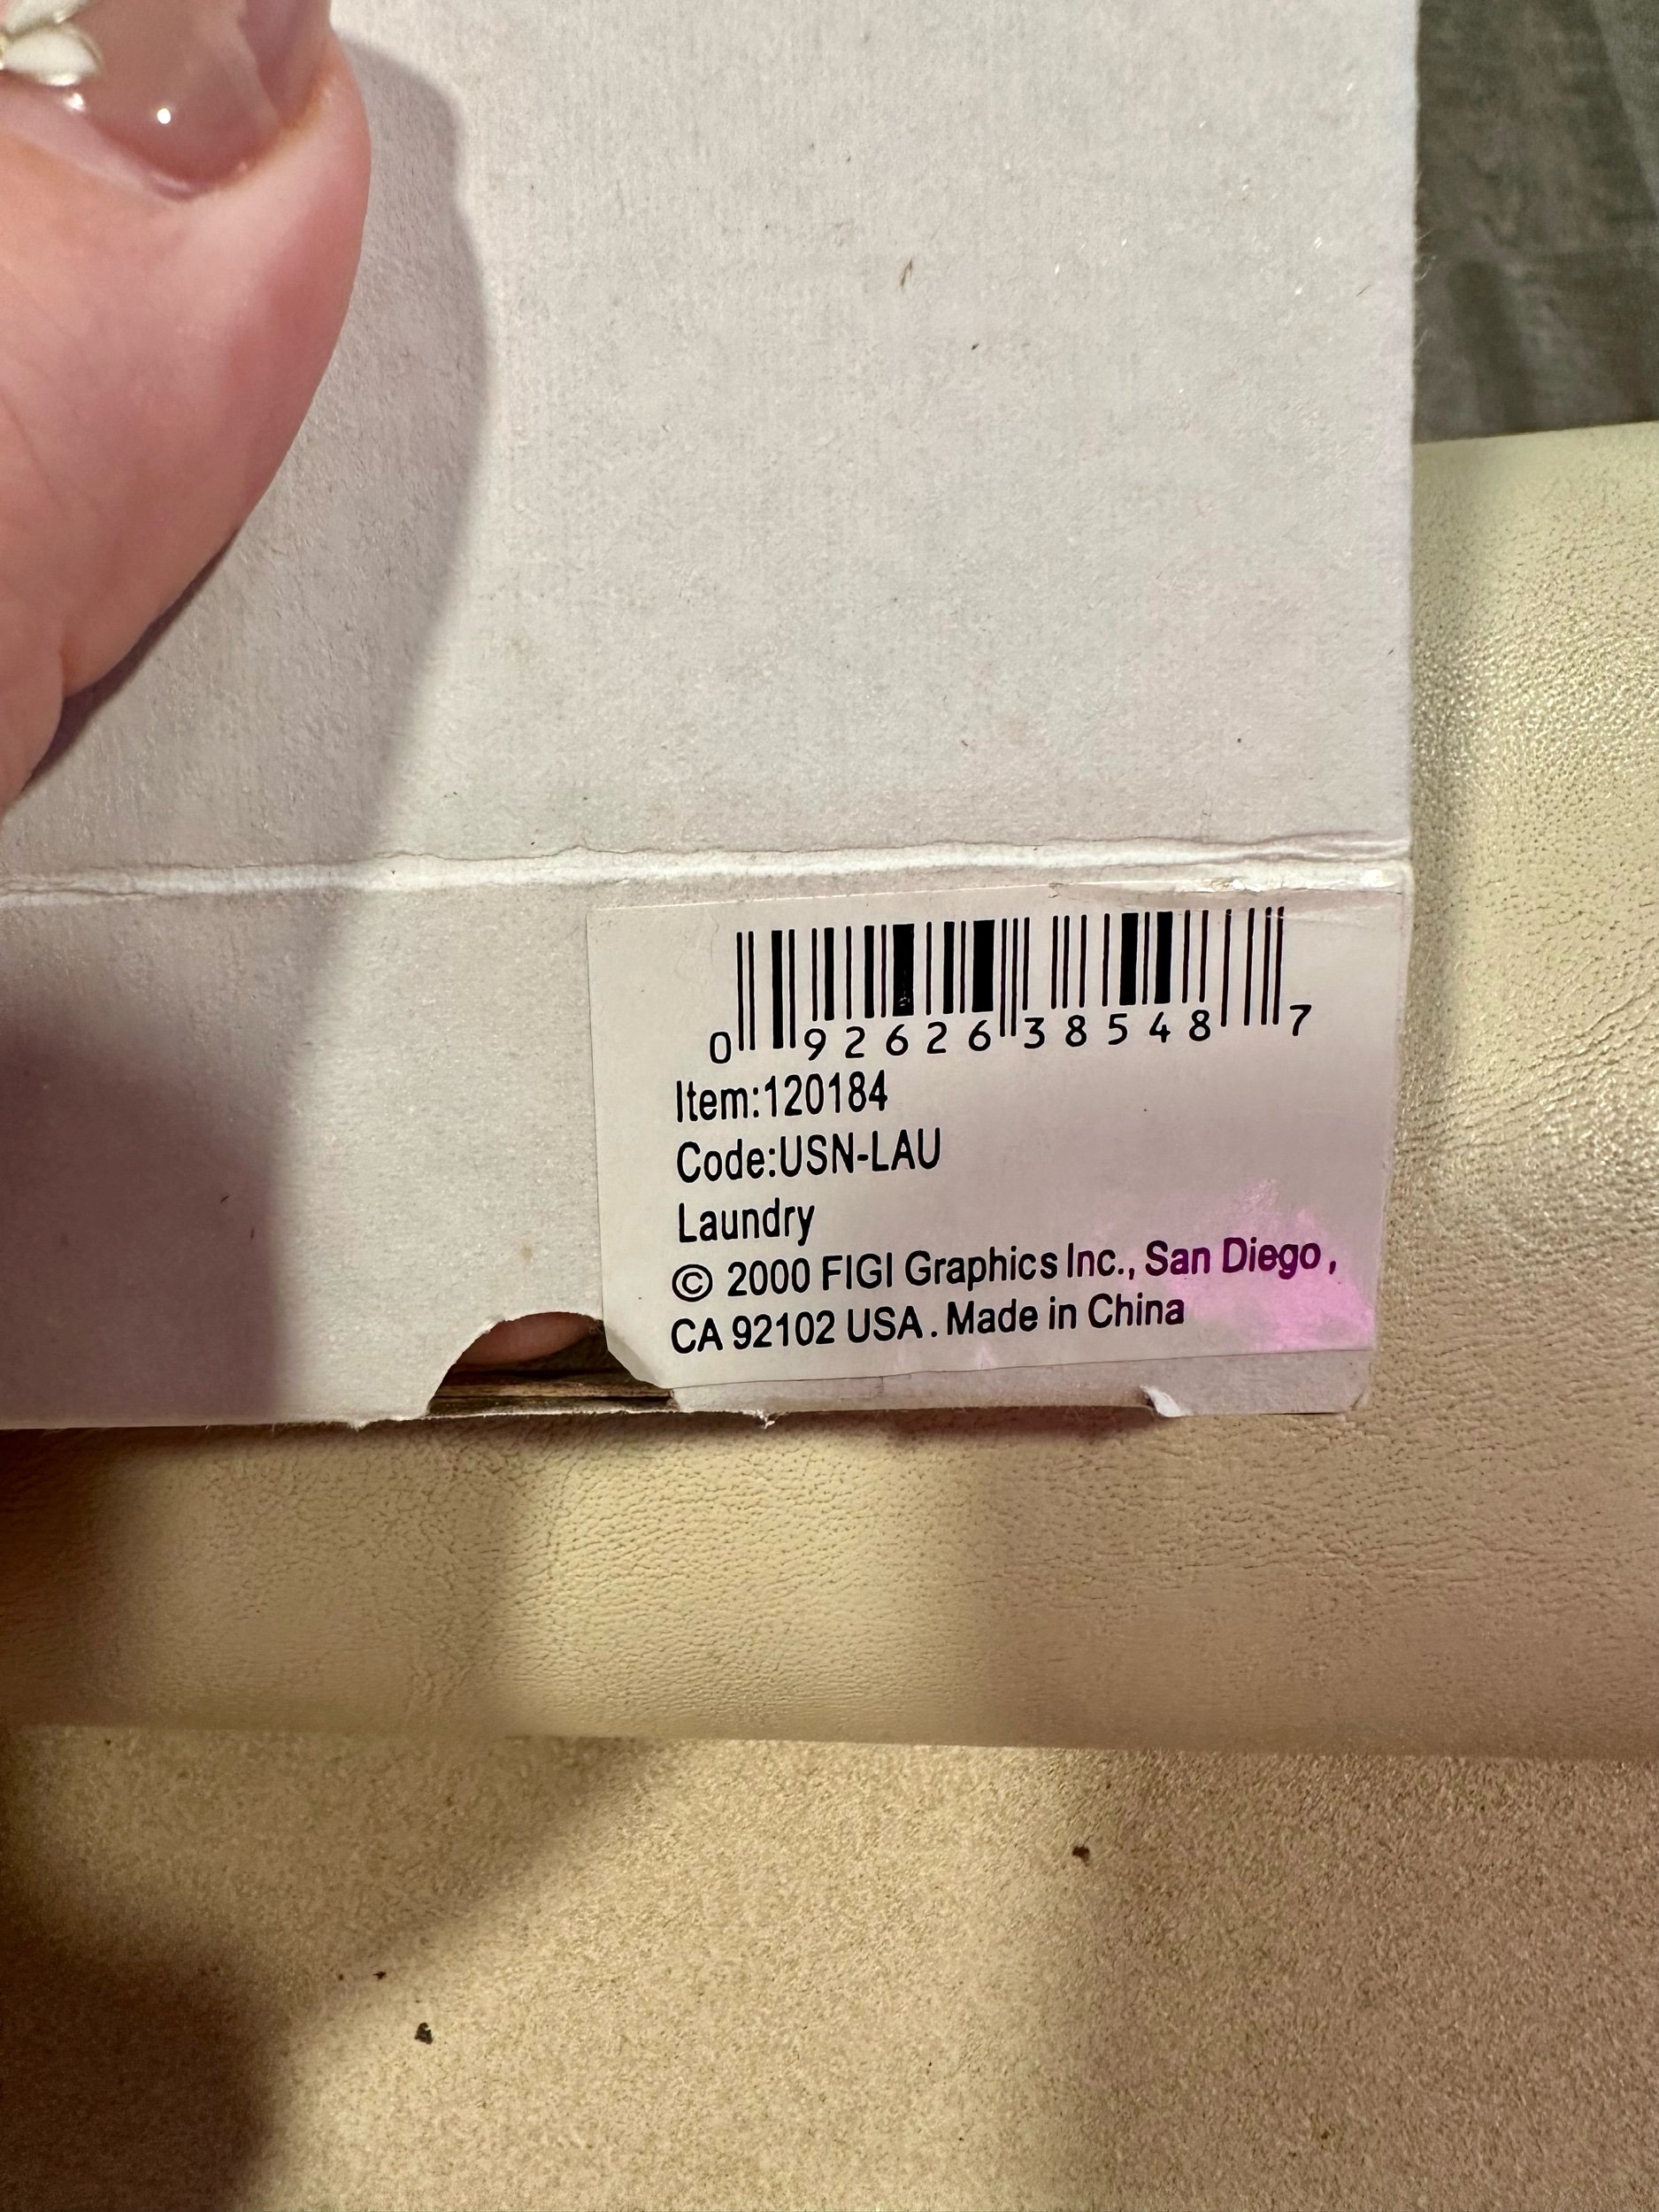 0 92626 38548 7
Item:120184
Code:USN-LAU
Laundry
© 2000 FIGI Graphics Inc., San Diego,
CA 92102 USA. Made in China